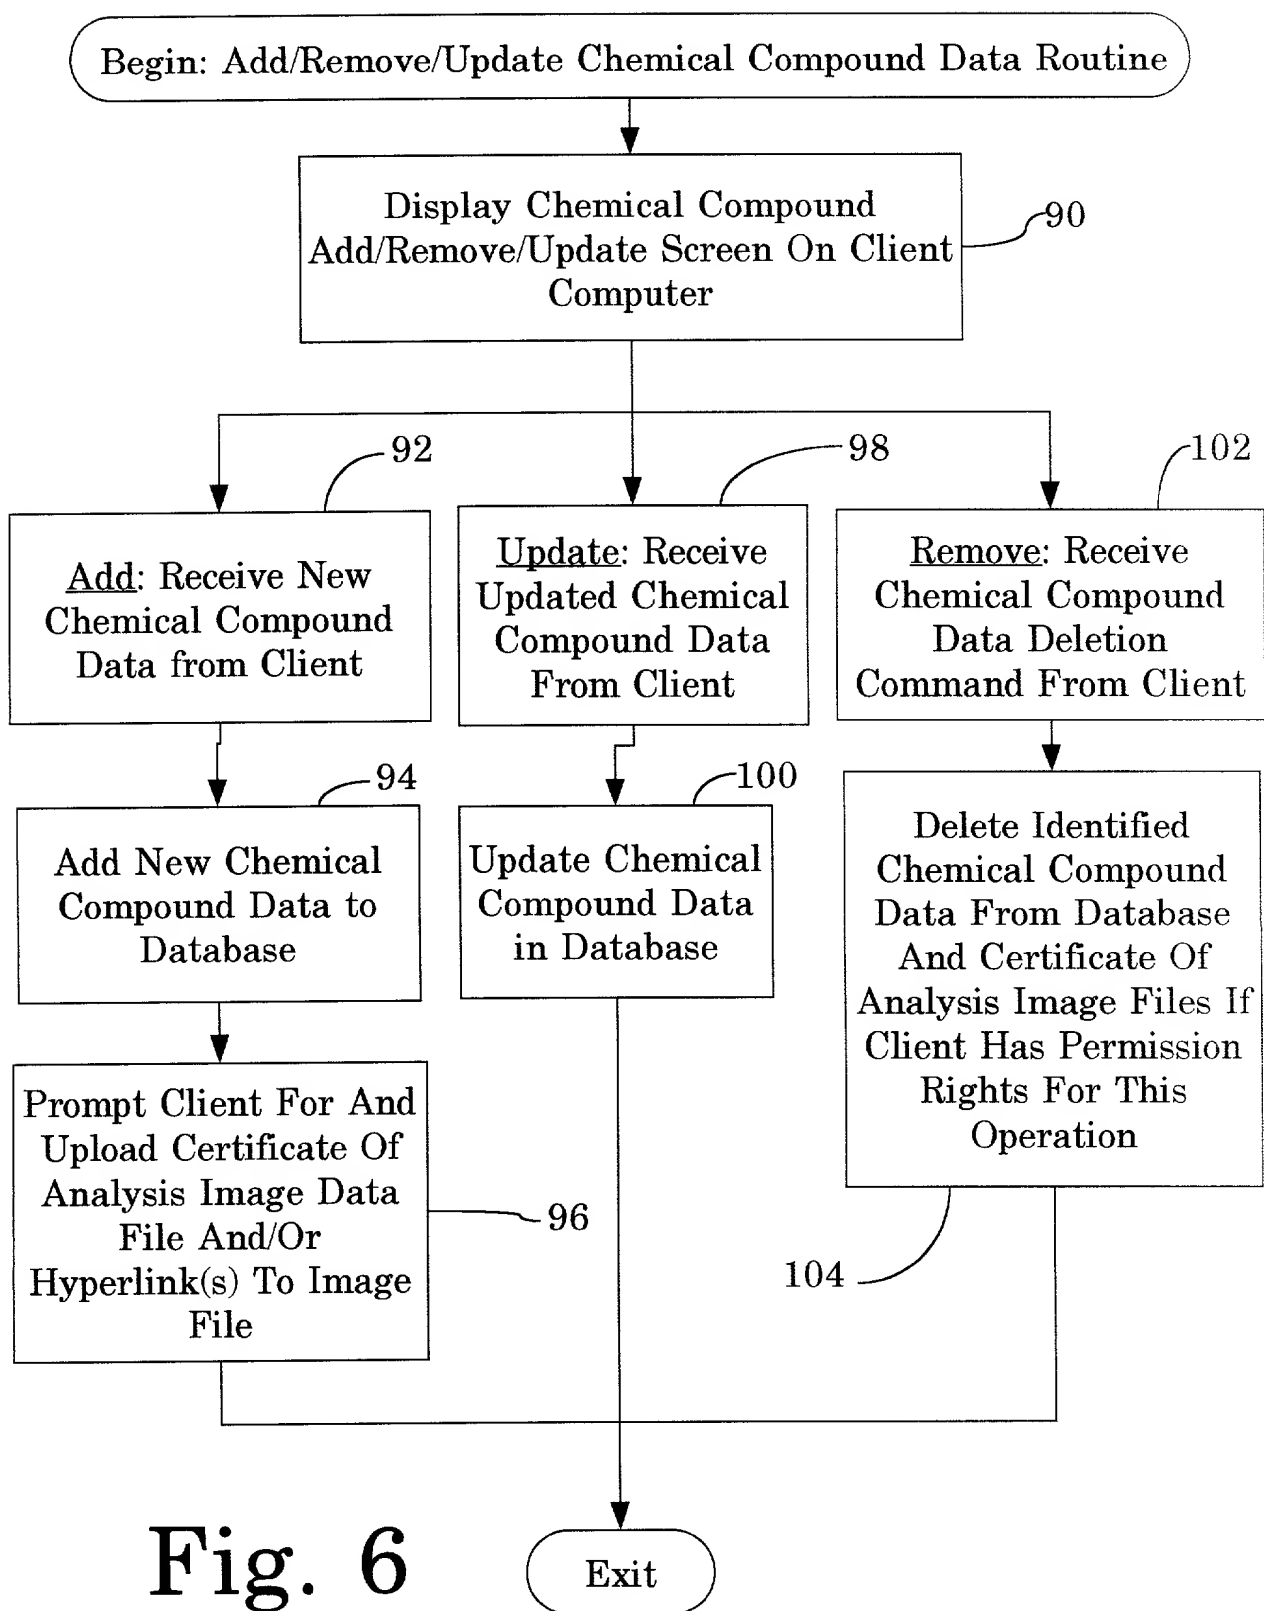 Begin: Add/Remove/Update Chemical Compound Data Routine
Display Chemical Compound
Add/Remove/Update Screen On Client
Computer
90
92
Add: Receive New
Chemical Compound
Data from Client
98
Update: Receive
Updated Chemical
Compound Data
From Client
102
Remove: Receive
Chemical Compound
Data Deletion
Command From Client
94
Add New Chemical
Compound Data to
Database
100
Update Chemical
Compound Data
in Database
Delete Identified
Chemical Compound
Data From Database
And Certificate Of
Analysis Image Files If
Client Has Permission
Rights For This
Operation
104
Prompt Client For And
Upload Certificate Of
Analysis Image Data
File And/Or
Hyperlink(s) To Image
File
96
Fig. 6
Exit